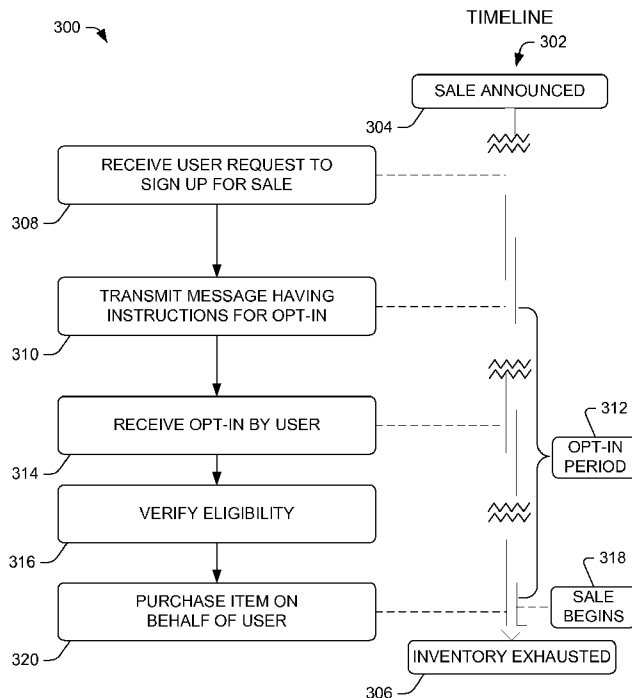 TIMELINE
300
302
SALE ANNOUNCED
304
RECEIVE USER REQUEST TO
SIGN UP FOR SALE
308
TRANSMIT MESSAGE HAVING
INSTRUCTIONS FOR OPT-IN
310
312
RECEIVE OPT-IN BY USER
OPT-IN
PERIOD
314
VERIFY ELIGIBILITY
316
318
PURCHASE ITEM ON
BEHALF OF USER
SALE
BEGINS
320
INVENTORY EXHAUSTED
306